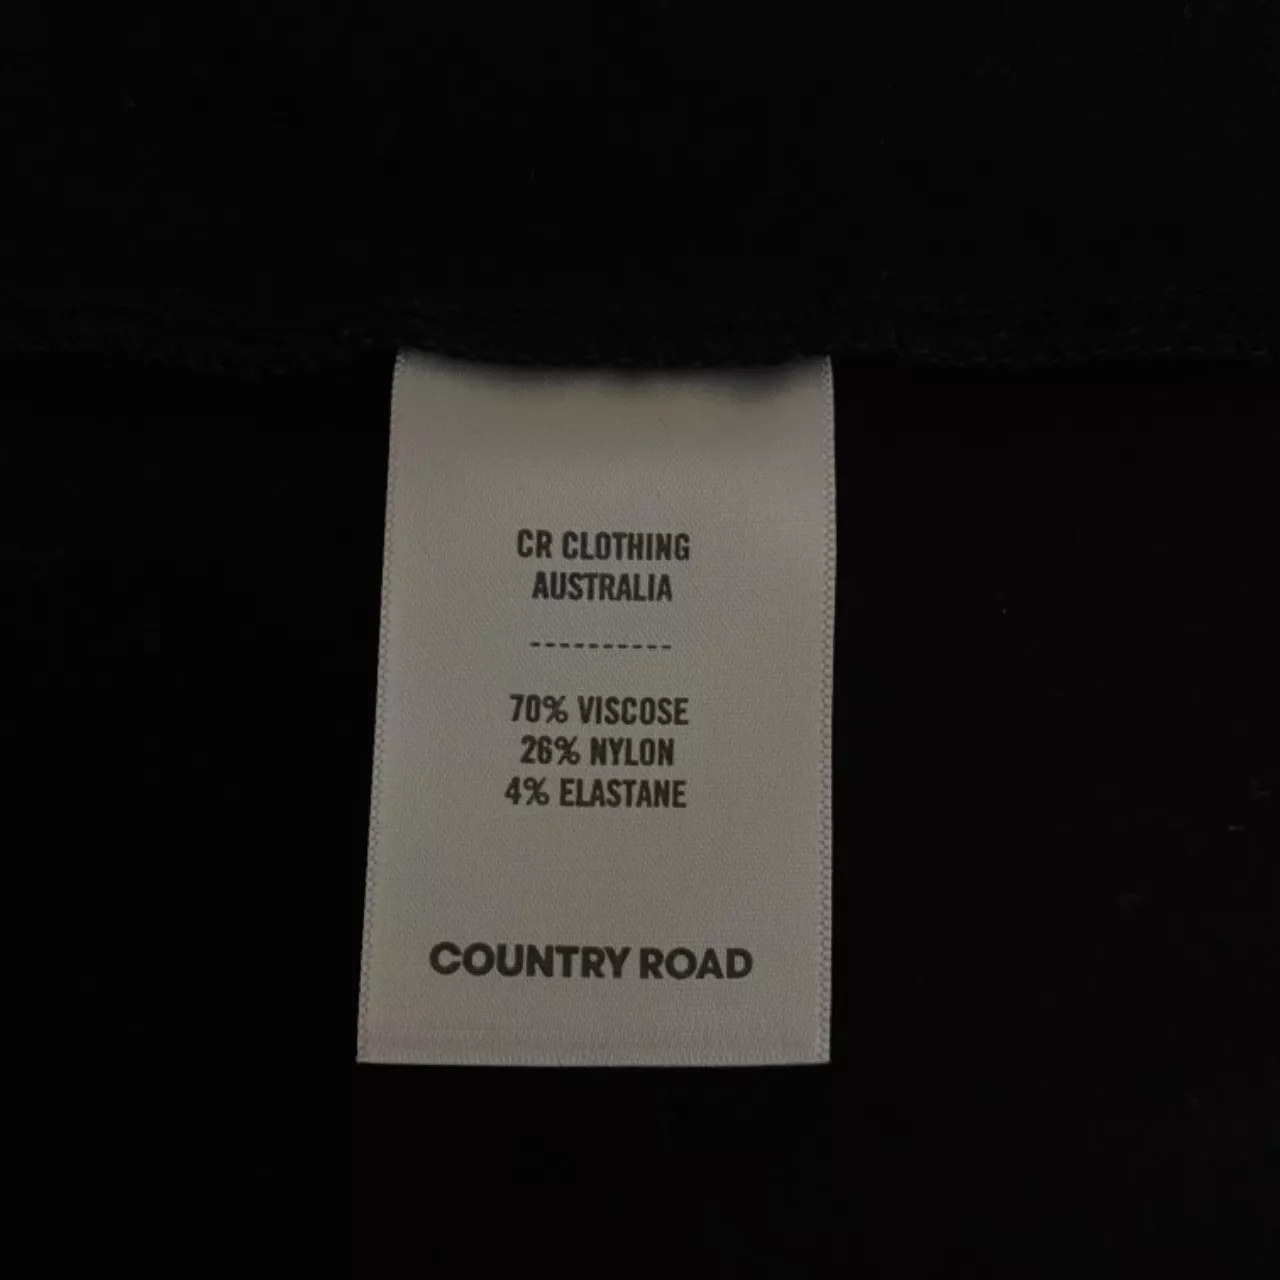 CR CLOTHING
AUSTRALIA
----------
70% VISCOSE
26% NYLON
4% ELASTANE
COUNTRY ROAD